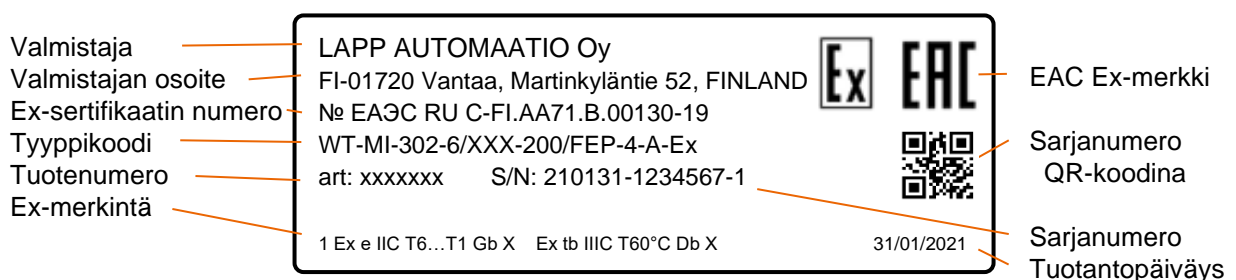 Valmistaja
Valmistajan osoite
Ex-sertifikaatin numero
Tyyppikoodi
Tuotenumero
Ex-merkintä
LAPP AUTOMAATIO Oy
FI-01720 Vantaa, Martinkyläntie 52, FINLAND
№ ЕАЭС RU C-FI.AA71.B.00130-19
WT-MI-302-6/XXX-200/FEP-4-A-Ex
art: xxxxxxx S/N: 210131-1234567-1
1 Ex e IIC T6…T1 Gb X Ex tb IIIC T60°C Db X 31/01/2021
Ex EAC
EAC Ex-merkki
Sarjanumero
QR-koodina
Sarjanumero
Tuotantopäiväys